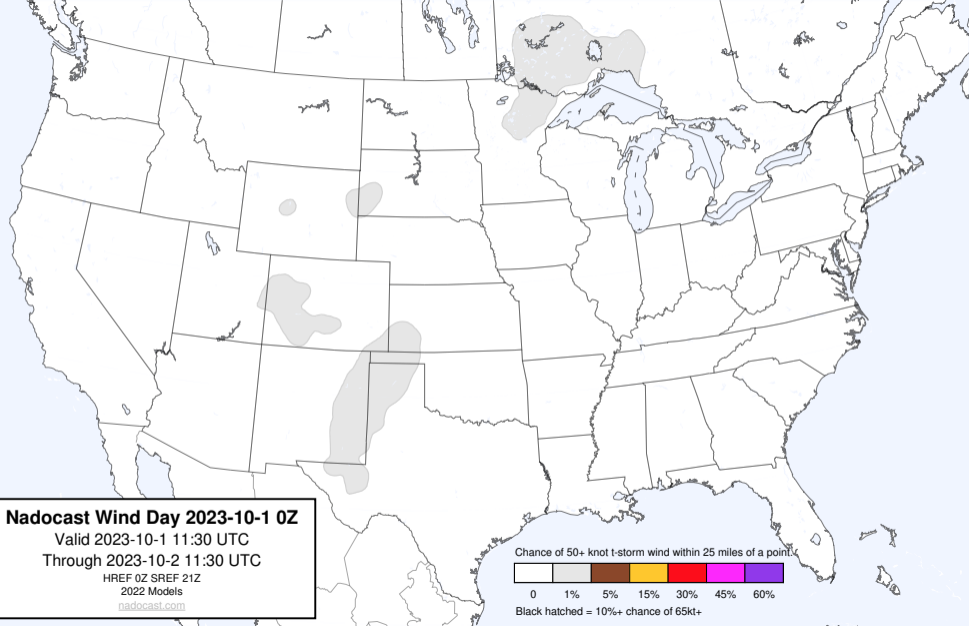 Nadocast Wind Day 2023-10-1 0Z
Valid 2023-10-1 11:30 UTC
Through 2023-10-2 11:30 UTC
HREF 0Z SREF 21Z
2022 Models
nadocast.com
Chance of 50+ knot t-storm wind within 25 miles of a point.
0 1% 5% 15% 30% 45% 60%
Black hatched = 10%+ chance of 65kt+